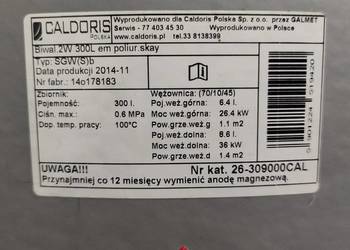 CALDORIS
POLSKA
Wyprodukowano dla Caldoris Polska Sp. z o.o. przez GALMET
Serwis - 77 403 45 30 Wyprodukowano w Polsce
www.caldoris.pl tel.33 8138399
Biwal.2W 300L em poliur.skay
Typ: SGW(S)b
Data produkcji 2014-11
Nr fabr.: 14o178183
Zbiornik:
Pojemność: 300 l.
Ciśn. max.: 0.6 MPa
Dop. temp. pracy: 100°C
Wężownica: (70/10/45)
Poj.węż.górna: 6.4 l.
Moc węż.górna: 26.4 kW
Pow.grze.węż.g 1.1 m2
Poj.węż.dolna: 8.6 l.
Moc węż.dolna: 36 kW
Pow.grze.węż.d 1.4 m2
5901224519420
Nr kat. 26-309000CAL
UWAGA!!!
Przynajmniej co 12 miesięcy wymienić anodę magnezową.